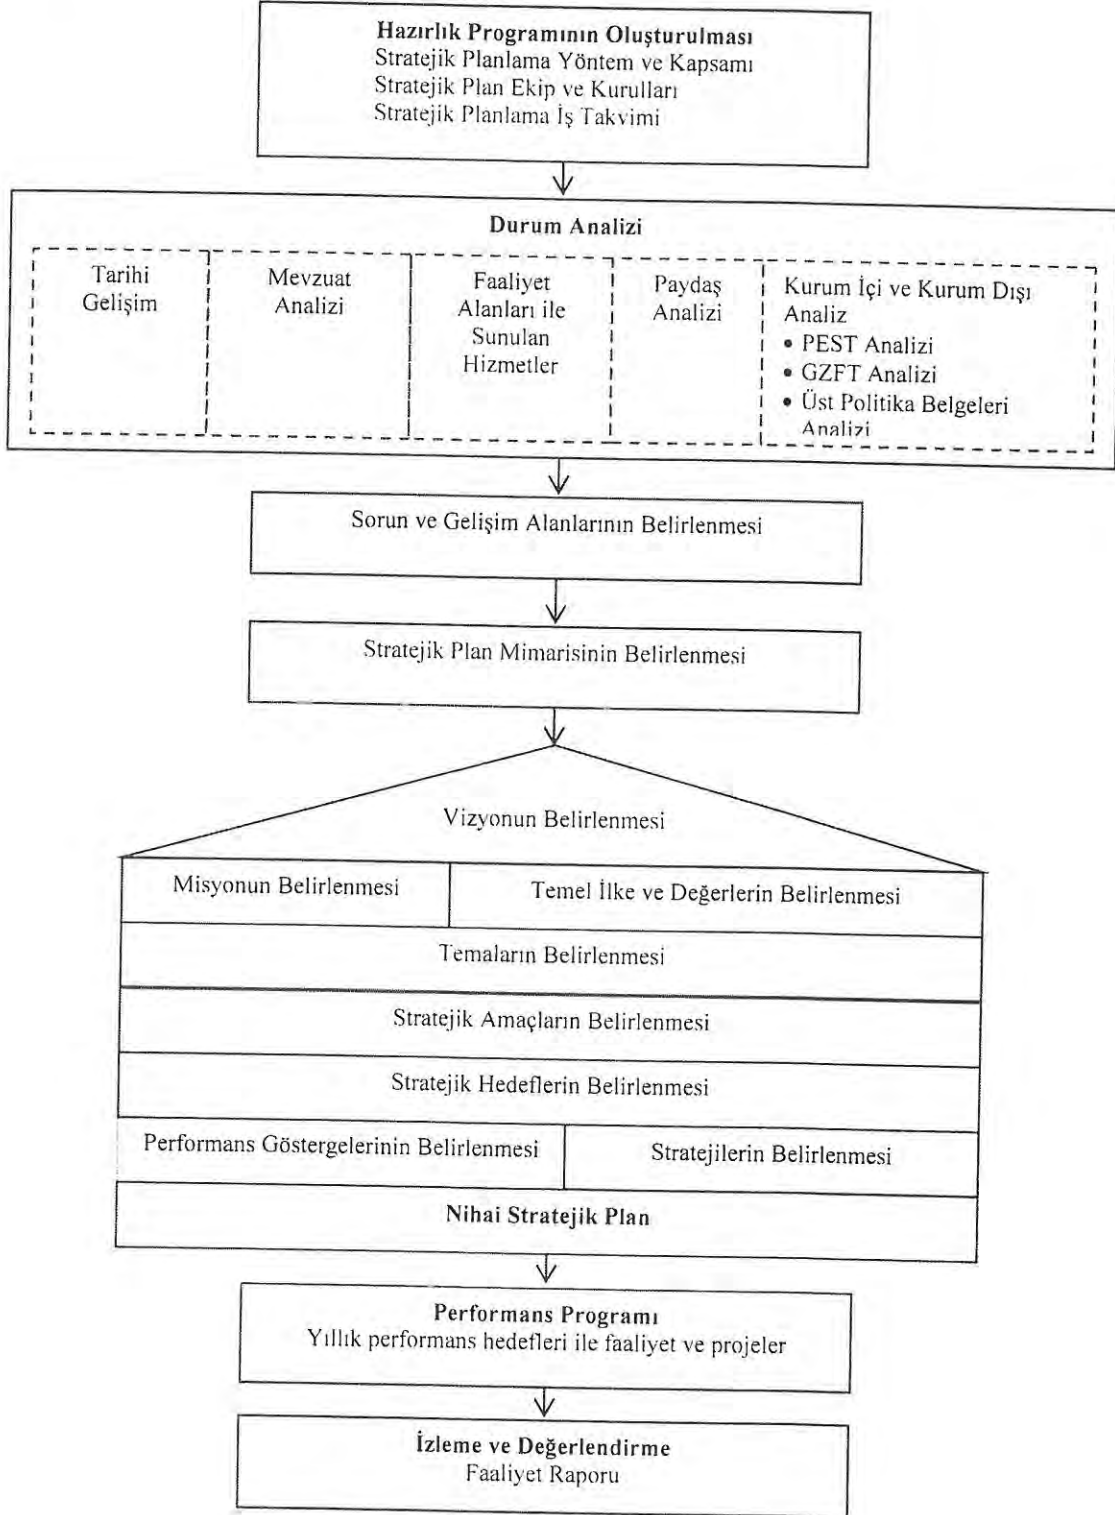 Hazırlık Programının Oluşturulması
Stratejik Planlama Yöntem ve Kapsamı
Stratejik Plan Ekip ve Kurulları
Stratejik Planlama İş Takvimi
Durum Analizi
Tarihi
Gelişim
Mevzuat
Analizi
Faaliyet
Alanları ile
Sunulan
Hizmetler
Paydaş
Analizi
Kurum İçi ve Kurum Dışı
Analiz
• PEST Analizi
• GZFT Analizi
• Üst Politika Belgeleri
Analizi
Sorun ve Gelişim Alanlarının Belirlenmesi
Stratejik Plan Mimarisinin Belirlenmesi
Vizyonun Belirlenmesi
Misyonun Belirlenmesi
Temel İlke ve Değerlerin Belirlenmesi
Temaların Belirlenmesi
Stratejik Amaçların Belirlenmesi
Stratejik Hedeflerin Belirlenmesi
Performans Göstergelerinin Belirlenmesi
Stratejilerin Belirlenmesi
Nihai Stratejik Plan
Performans Programı
Yıllık performans hedefleri ile faaliyet ve projeler
İzleme ve Değerlendirme
Faaliyet Raporu